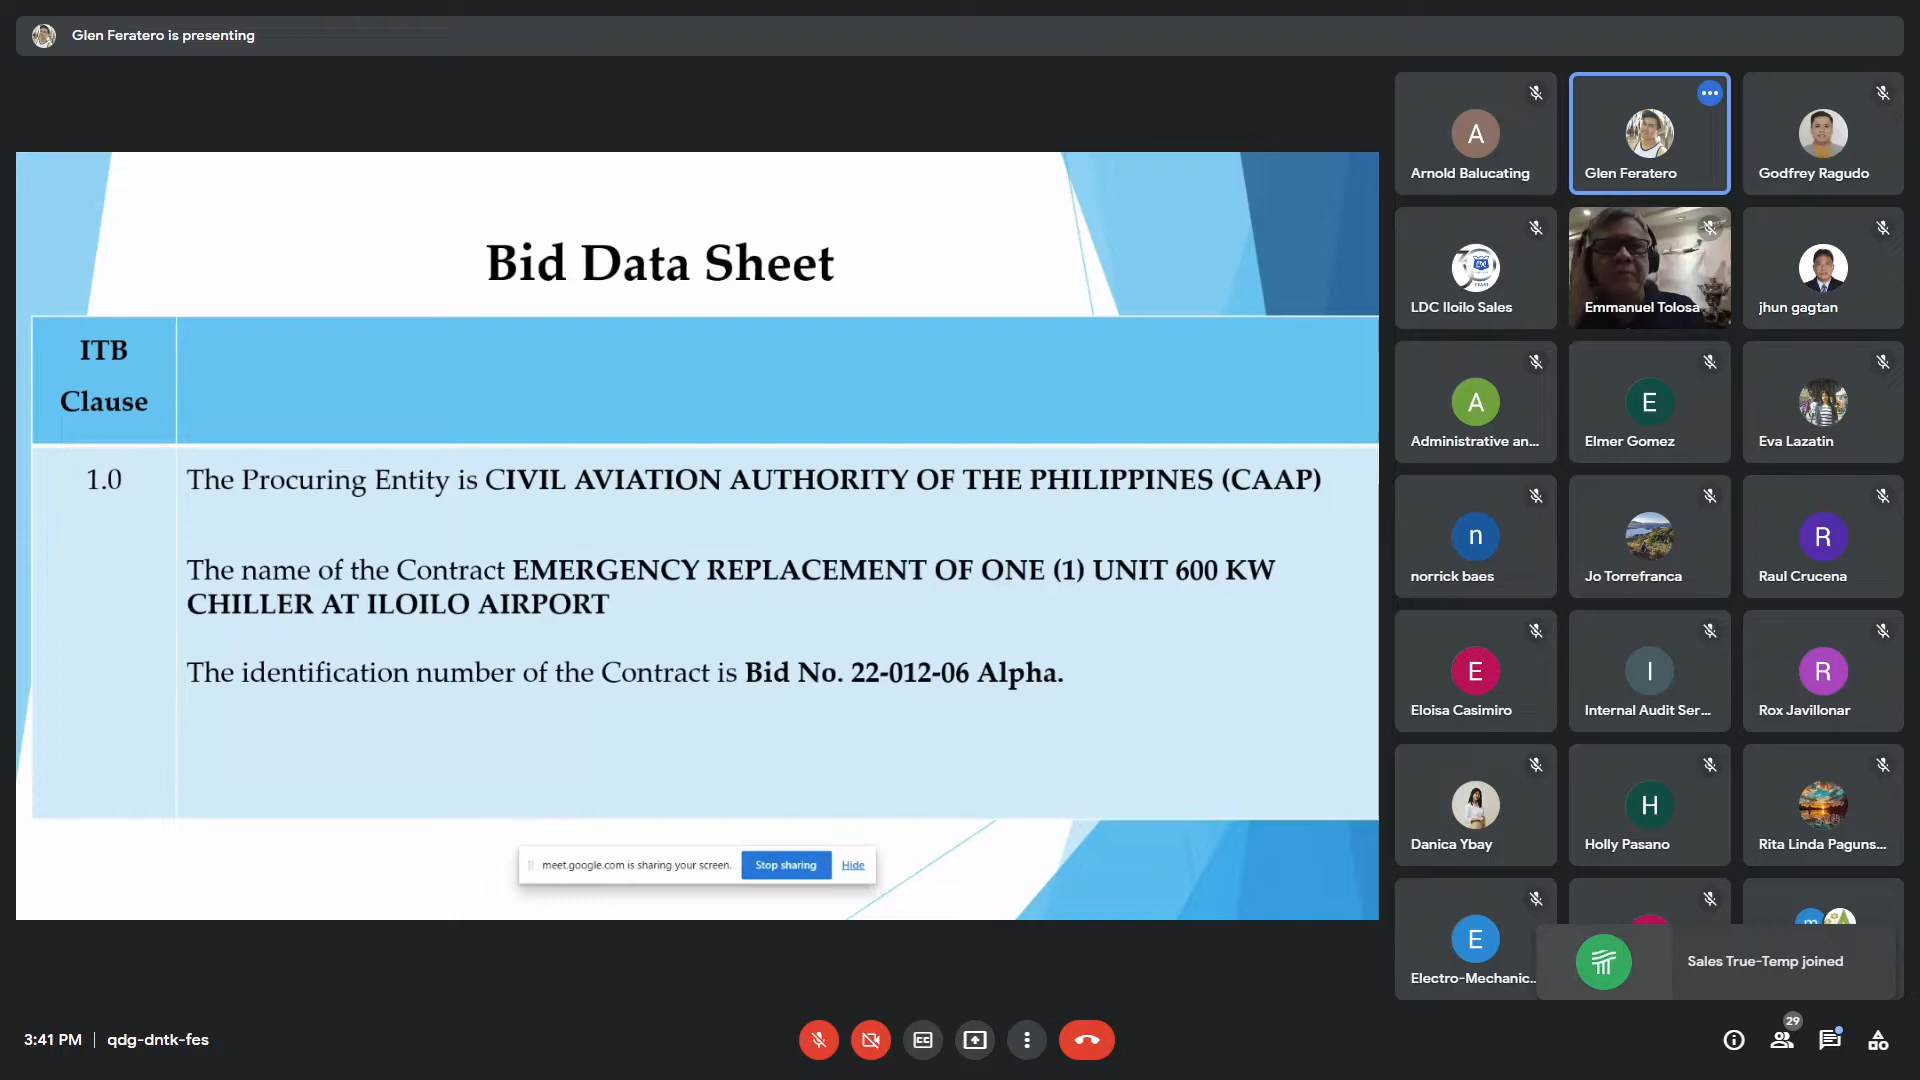 Glen Feratero is presenting
Bid Data Sheet
ITB
Clause
1.0
The Procuring Entity is CIVIL AVIATION AUTHORITY OF THE PHILIPPINES (CAAP)
The name of the Contract EMERGENCY REPLACEMENT OF ONE (1) UNIT 600 KW
CHILLER AT ILOILO AIRPORT
The identification number of the Contract is Bid No. 22-012-06 Alpha.
meet.google.com is sharing your screen.
Stop sharing
Hide
A
Arnold Balucating
Glen Feratero
Godfrey Ragudo
YEARS
LDC Iloilo Sales
Emmanuel Tolosa
jhun gagtan
A
Administrative an...
E
Elmer Gomez
Eva Lazatin
n
norrick baes
Jo Torrefranca
R
Raul Crucena
E
Eloisa Casimiro
I
Internal Audit Ser...
R
Rox Javillonar
Danica Ybay
H
Holly Pasano
Rita Linda Paguns...
E
Electro-Mechanic...
Sales True-Temp joined
3:41 PM
qdg-dntk-fes
CC
29